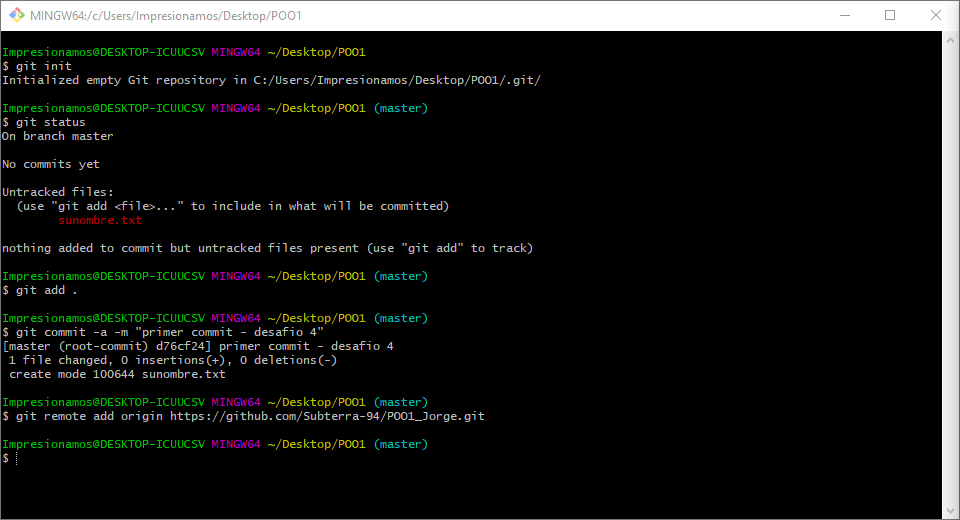 MINGW64:/c/Users/Impresionamos/Desktop/POO1
Impresionamos@DESKTOP-ICUUCSV MINGW64 ~/Desktop/POO1
$ git init
Initialized empty Git repository in C:/Users/Impresionamos/Desktop/POO1/.git/
Impresionamos@DESKTOP-ICUUCSV MINGW64 ~/Desktop/POO1 (master)
$ git status
On branch master
No commits yet
Untracked files:
  (use "git add <file>..." to include in what will be committed)
        sunombre.txt
nothing added to commit but untracked files present (use "git add" to track)
Impresionamos@DESKTOP-ICUUCSV MINGW64 ~/Desktop/POO1 (master)
$ git add .
Impresionamos@DESKTOP-ICUUCSV MINGW64 ~/Desktop/POO1 (master)
$ git commit -a -m "primer commit - desafio 4"
[master (root-commit) d76cf24] primer commit - desafio 4
 1 file changed, 0 insertions(+), 0 deletions(-)
 create mode 100644 sunombre.txt
Impresionamos@DESKTOP-ICUUCSV MINGW64 ~/Desktop/POO1 (master)
$ git remote add origin https://github.com/Subterra-94/POO1_Jorge.git
Impresionamos@DESKTOP-ICUUCSV MINGW64 ~/Desktop/POO1 (master)
$